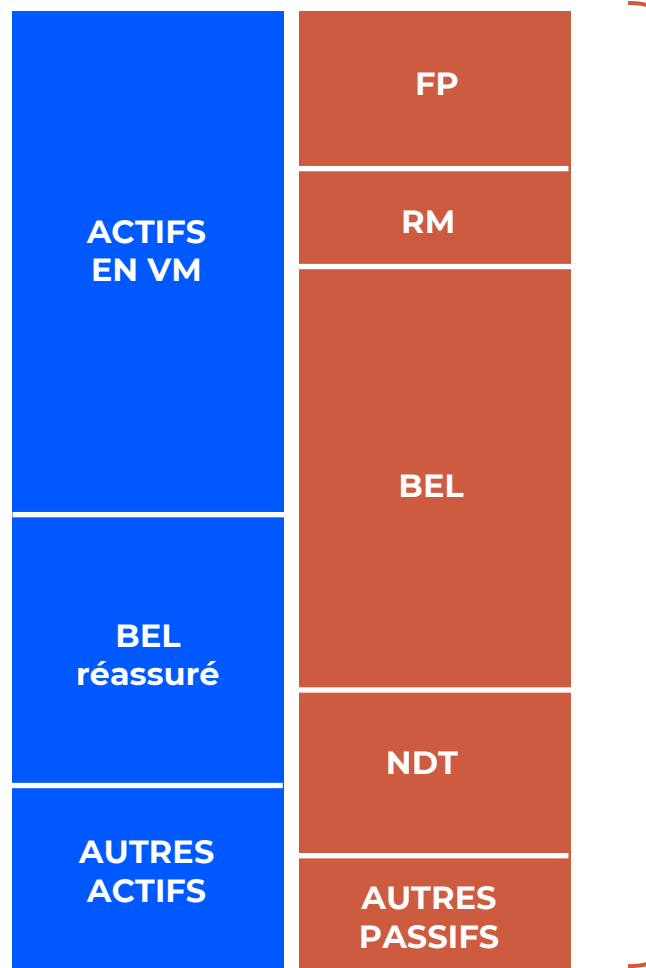 ACTIFS
EN VM
BEL
réassuré
AUTRES
ACTIFS
FP
RM
BEL
NDT
AUTRES
PASSIFS